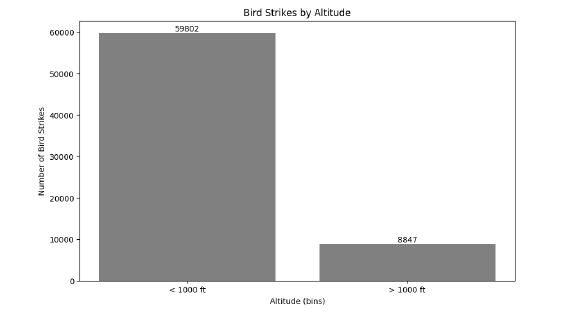 Bird Strikes by Altitude
59802
60000
50000
40000
30000
20000
10000
0
Number of Bird Strikes
8847
< 1000 ft
> 1000 ft
Altitude (bins)